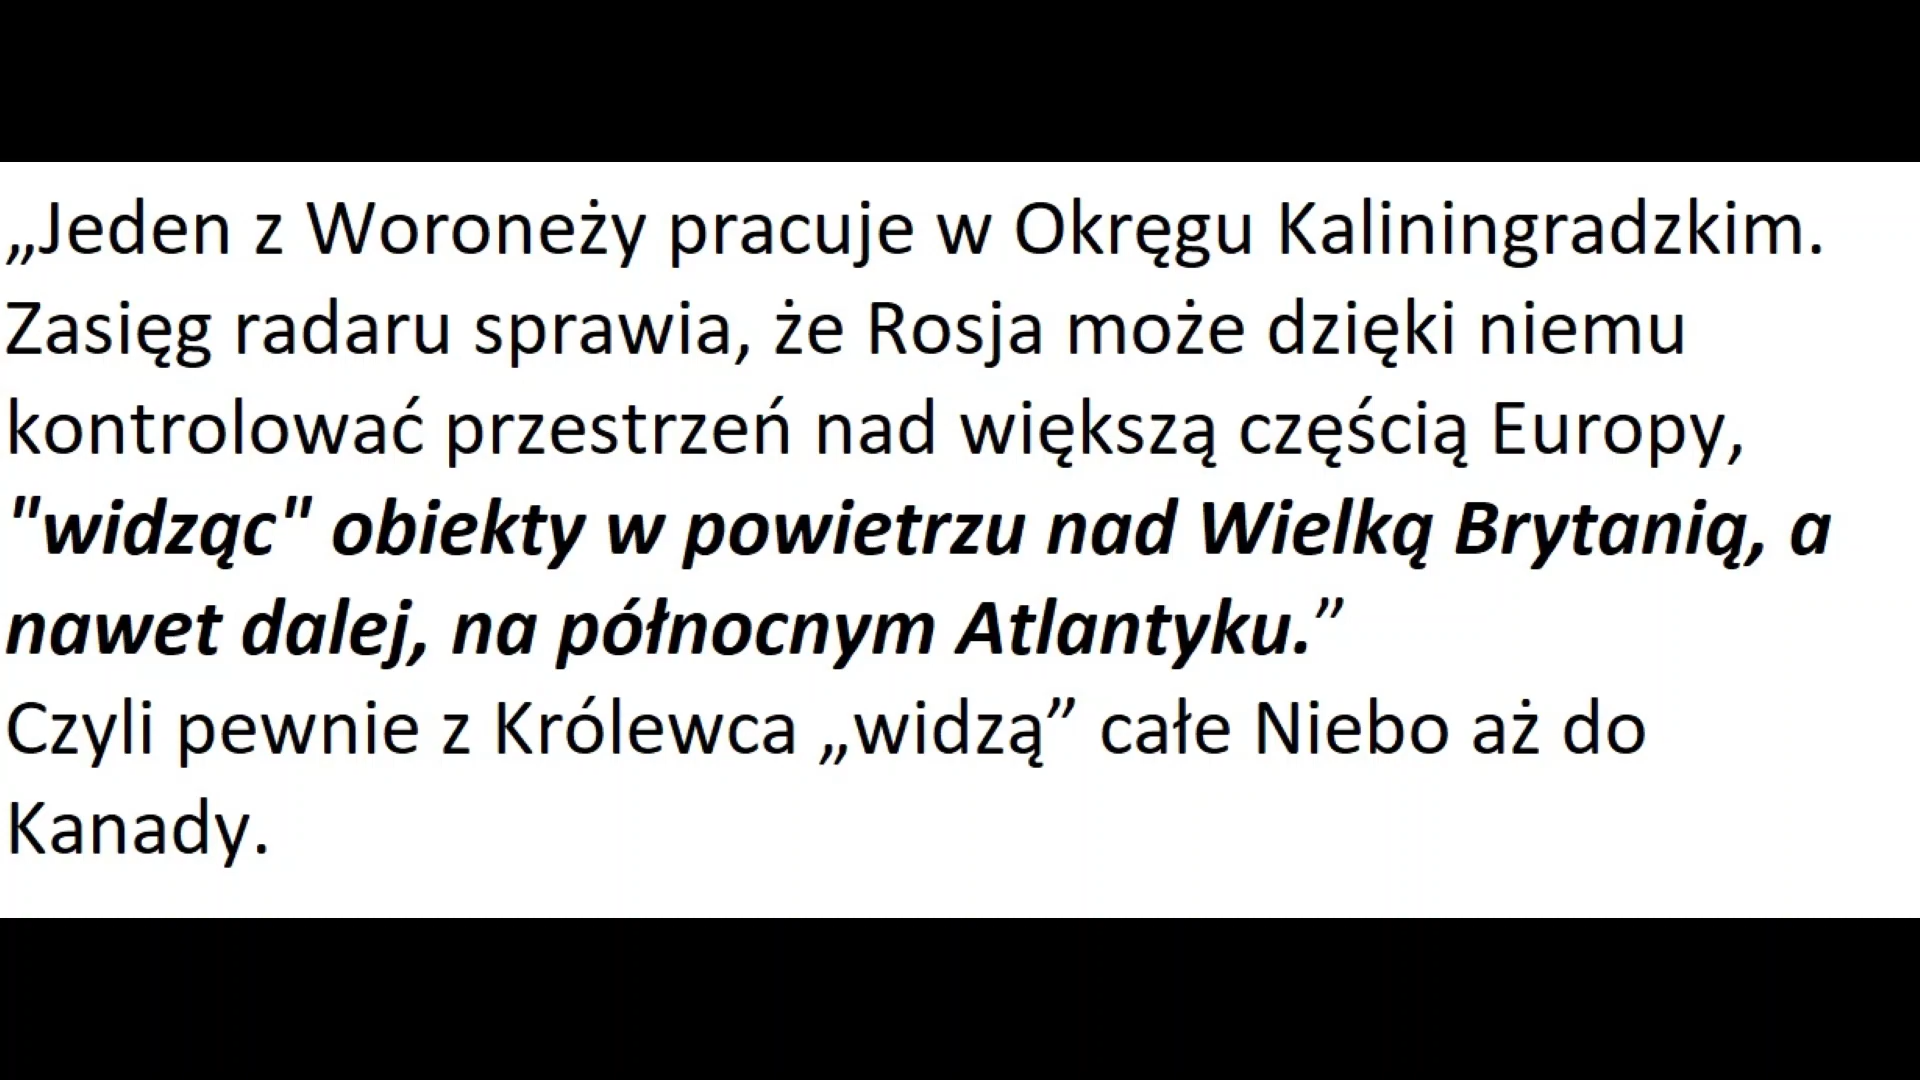 „Jeden z Woroneży pracuje w Okręgu Kaliningradzkim.
Zasięg radaru sprawia, że Rosja może dzięki niemu
kontrolować przestrzeń nad większą częścią Europy,
"widząc" obiekty w powietrzu nad Wielką Brytanią, a
nawet dalej, na północnym Atlantyku.”
Czyli pewnie z Królewca „widzą” całe Niebo aż do
Kanady.